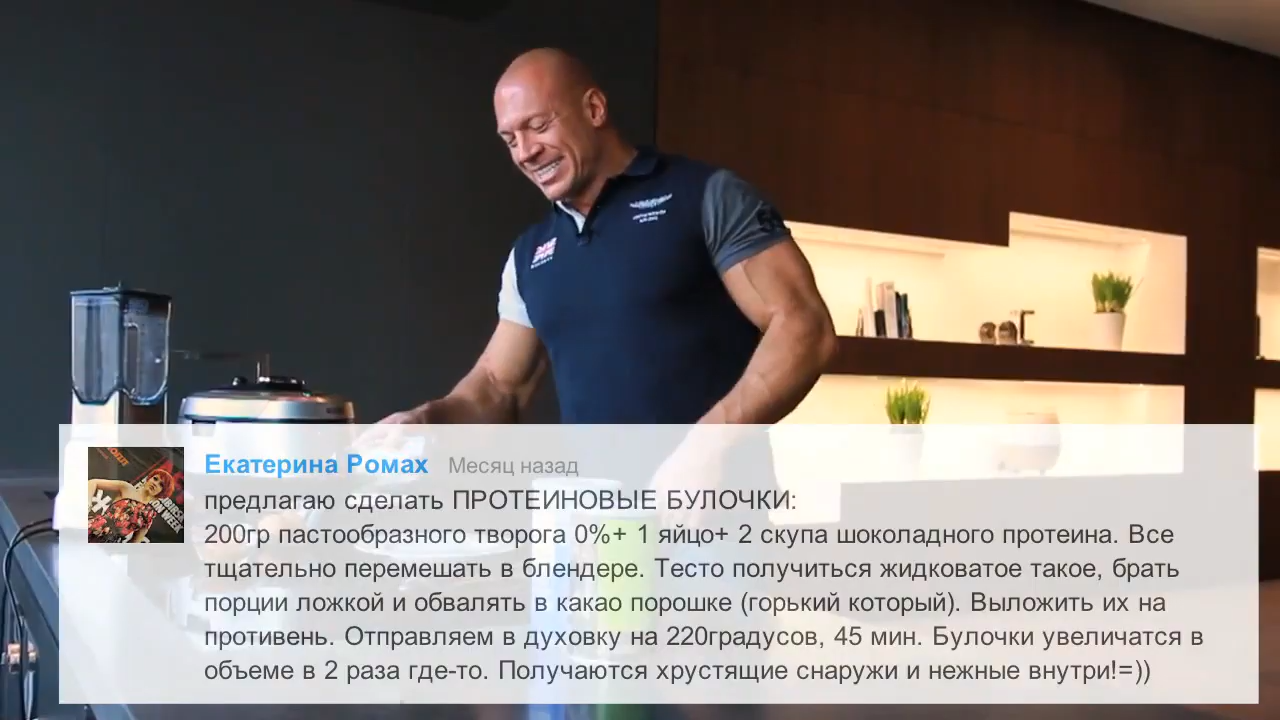 Екатерина Ромах Месяц назад
предлагаю сделать ПРОТЕИНОВЫЕ БУЛОЧКИ:
200гр пастообразного творога 0%+ 1 яйцо+ 2 скупа шоколадного протеина. Все
тщательно перемешать в блендере. Тесто получиться жидковатое такое, брать
порции ложкой и обвалять в какао порошке (горький который). Выложить их на
противень. Отправляем в духовку на 220градусов, 45 мин. Булочки увеличатся в
объеме в 2 раза где-то. Получаются хрустящие снаружи и нежные внутри!=))